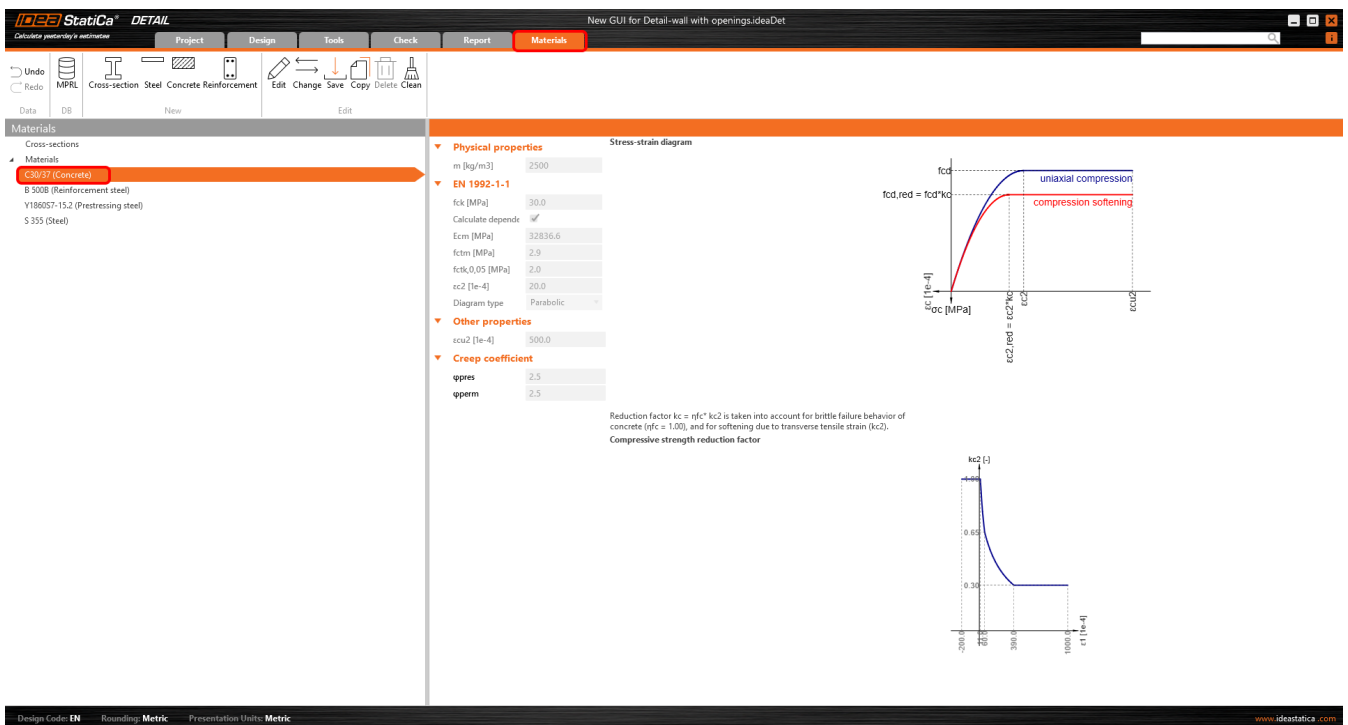 IDEA StatiCa® DETAIL
Calculate yesterday's estimates
New GUI for Detail-wall with openings.ideaDet
Project Design Tools Check Report Materials
Undo
Redo
MPRL
Cross-section Steel Concrete Reinforcement
Edit Change Save Copy Delete Clean
Data DB New Edit
Materials
Cross-sections
Materials
C30/37 (Concrete)
B 500B (Reinforcement steel)
Y1860S7-15.2 (Prestressing steel)
S 355 (Steel)
Physical properties
m [kg/m3] 2500
EN 1992-1-1
fck [MPa] 30.0
Calculate depende
Ecm [MPa] 32836.6
fctm [MPa] 2.9
fctk,0,05 [MPa] 2.0
εc2 [1e-4] 20.0
Diagram type Parabolic
Other properties
εcu2 [1e-4] 500.0
Creep coefficient
φpres 2.5
φperm 2.5
Stress-strain diagram
fcd
uniaxial compression
fcd,red = fcd*kc
compression softening
εc [1e-4]
σc [MPa]
εc2,red = εc2*kc
εc2
εcu2
Reduction factor kc = ηfc* kc2 is taken into account for brittle failure behavior of
concrete (ηfc = 1.00), and for softening due to transverse tensile strain (kc2).
Compressive strength reduction factor
kc2 [-]
1.00
0.65
0.30
-200.0
60.0
390.0
1000.0
ε1 [1e-4]
Design Code: EN Rounding: Metric Presentation Units: Metric
www.ideastatica.com